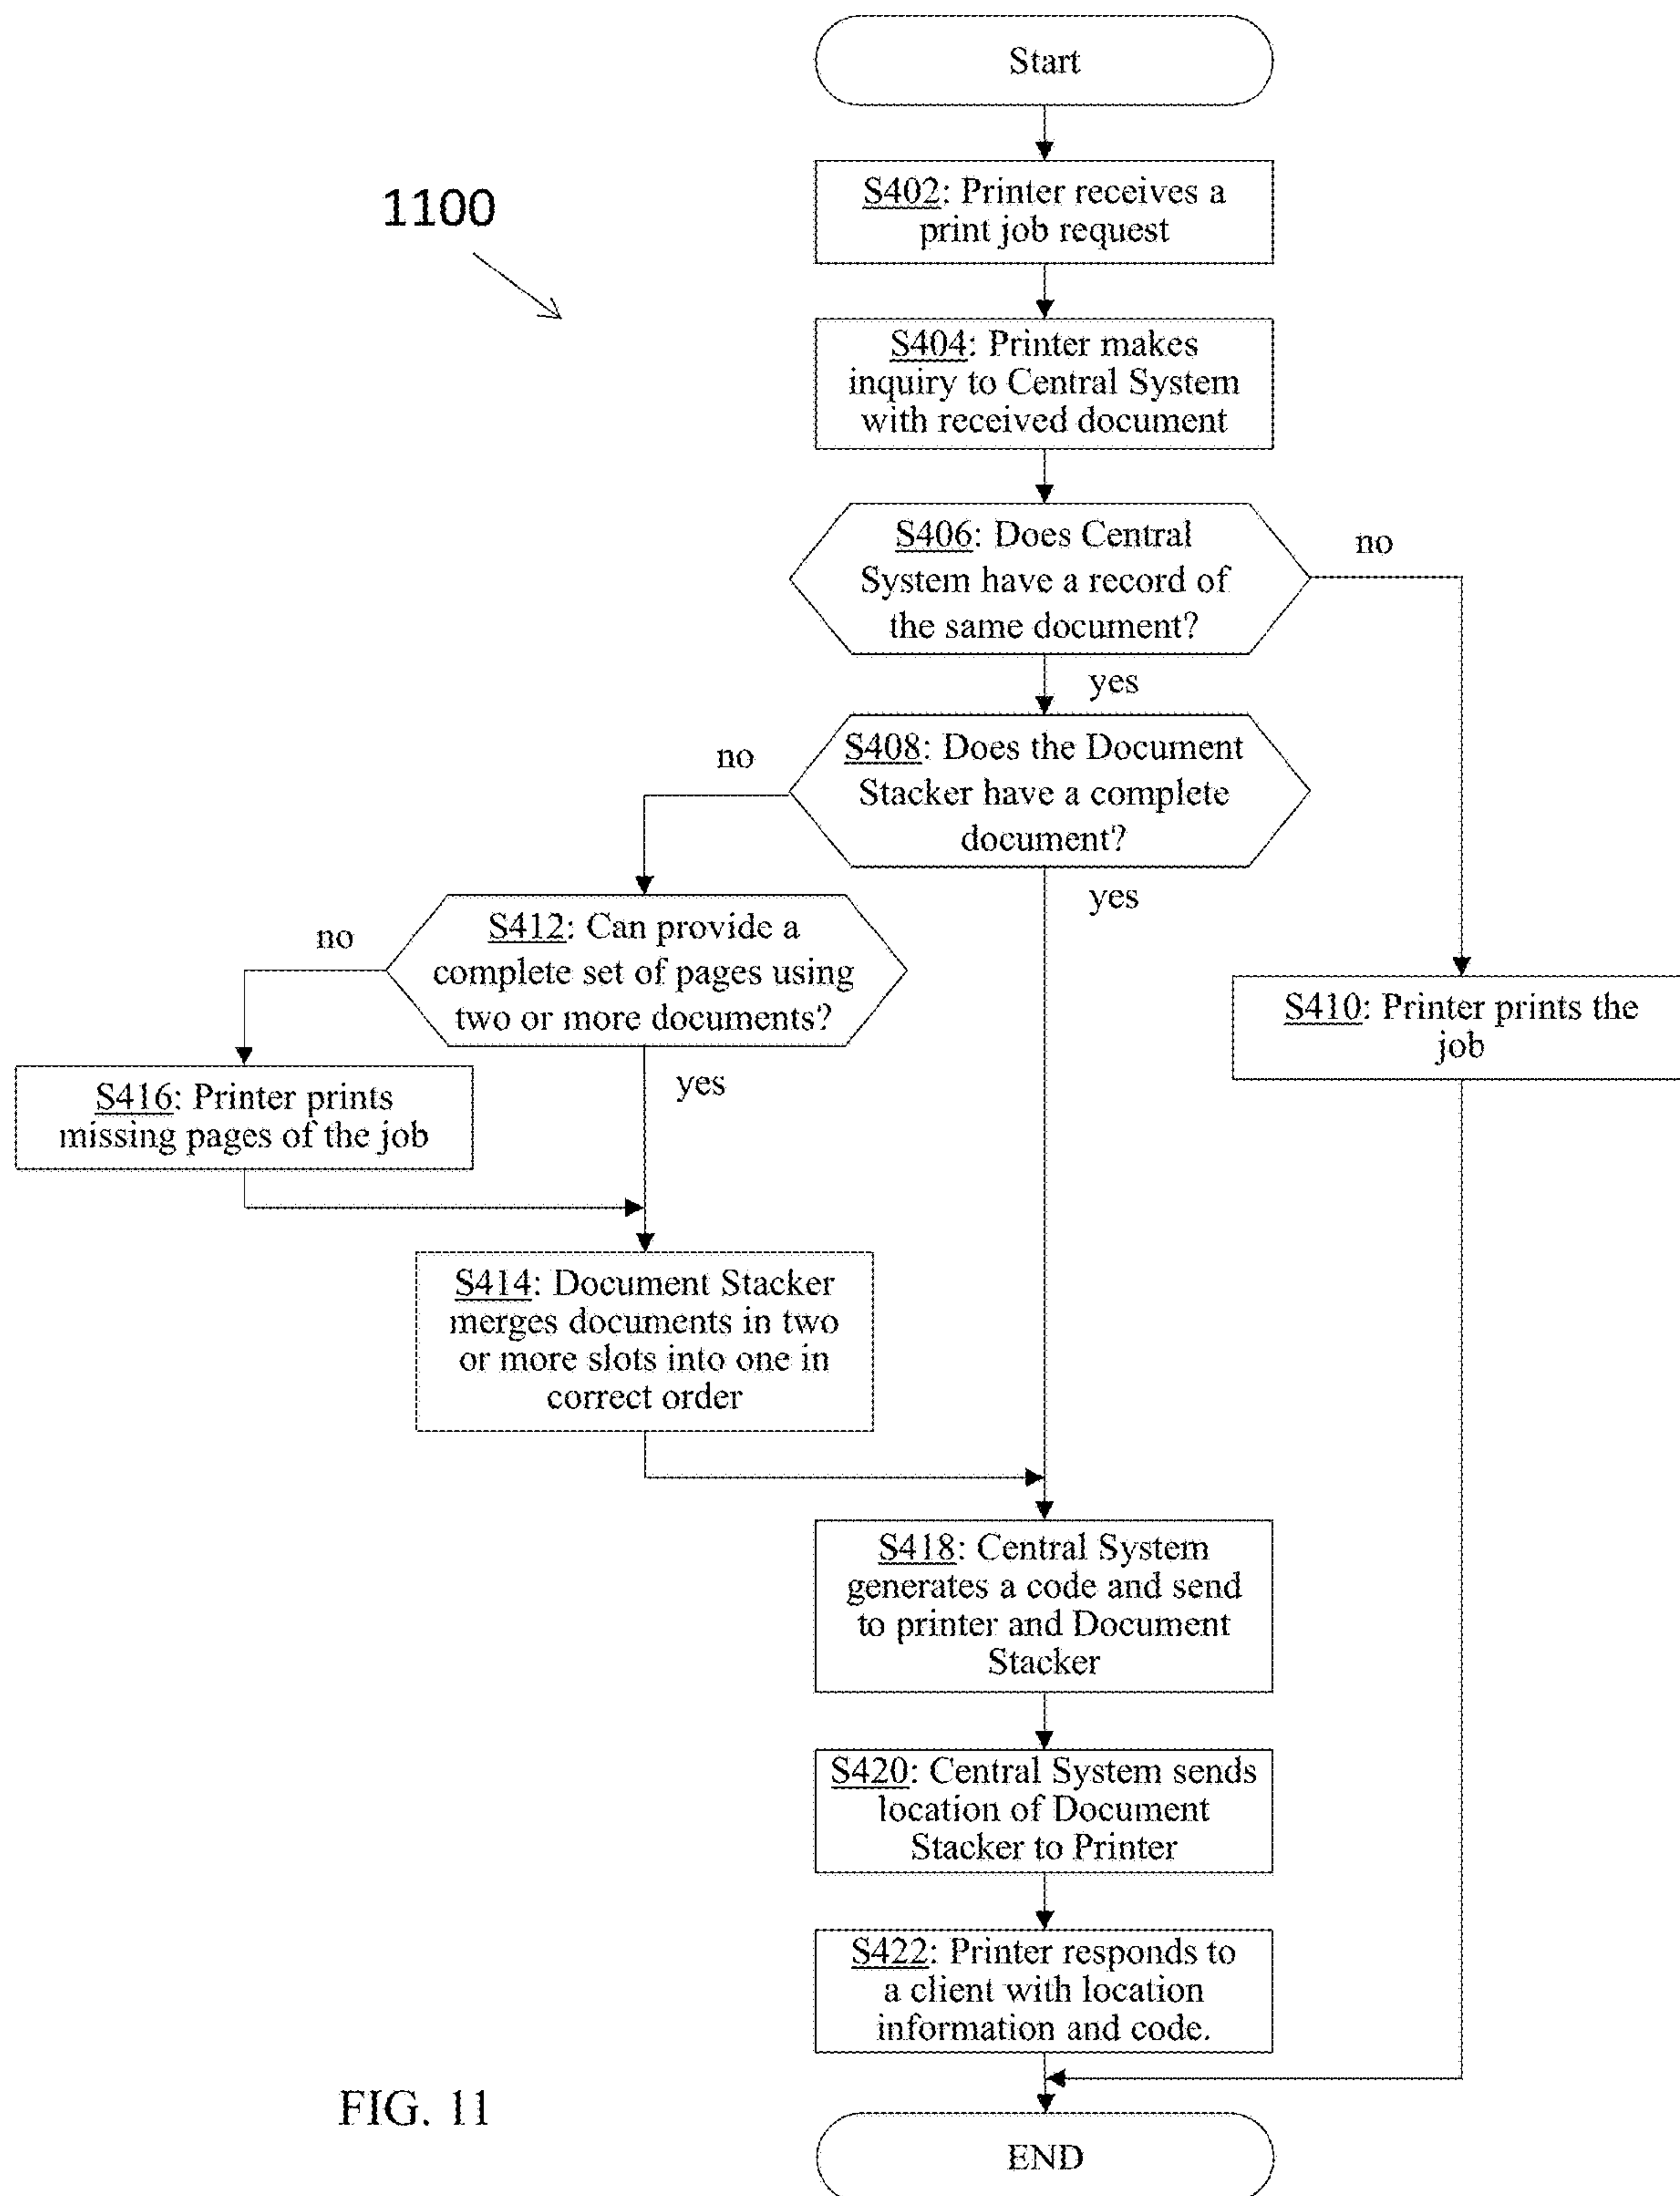 Start
1100
S402: Printer receives a
print job request
S404: Printer makes
inquiry to Central System
with received document
S406: Does Central
System have a record of
the same document?
no
yes
S408: Does the Document
Stacker have a complete
document?
no
yes
S412: Can provide a
complete set of pages using
two or more documents?
no
yes
S410: Printer prints the
job
S416: Printer prints
missing pages of the job
S414: Document Stacker
merges documents in two
or more slots into one in
correct order
S418: Central System
generates a code and send
to printer and Document
Stacker
S420: Central System sends
location of Document
Stacker to Printer
S422: Printer responds to
a client with location
information and code.
FIG. 11
END